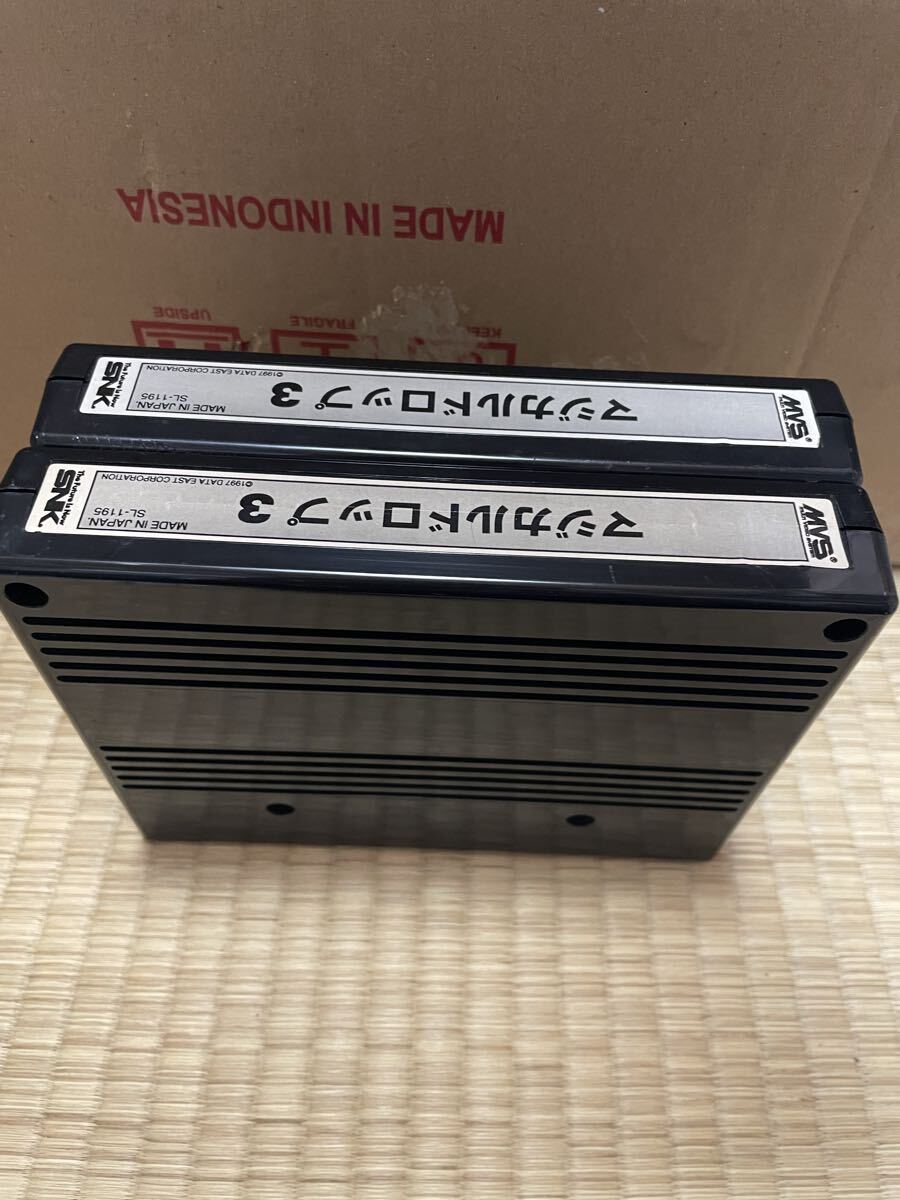 MADE IN INDONESIA
UPSIDE
FRAGILE
KEE
MVS®
マジカルドロップ3
©1997 DATA EAST CORPORATION
MADE IN JAPAN.
SL-1195
The Future Is Now
SNK
MVS®
マジカルドロップ3
©1997 DATA EAST CORPORATION
MADE IN JAPAN.
SL-1195
The Future Is Now
SNK